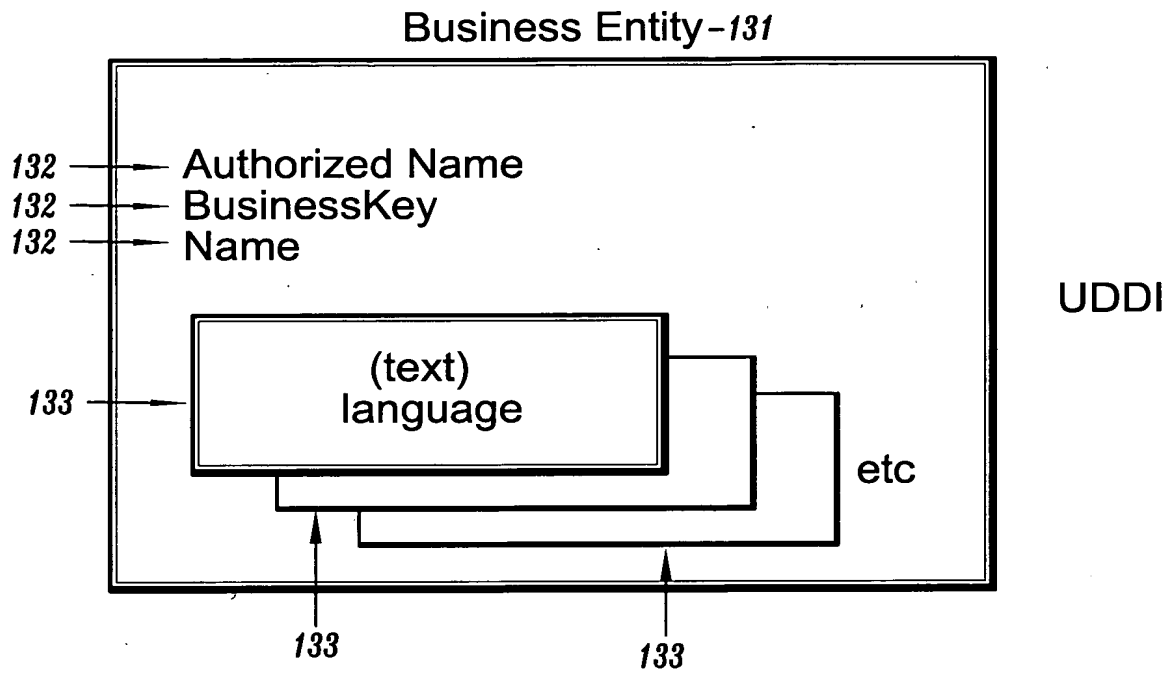 Business Entity-131
132 Authorized Name
132 BusinessKey
132 Name
UDDI
(text)
133 language
etc
133
133